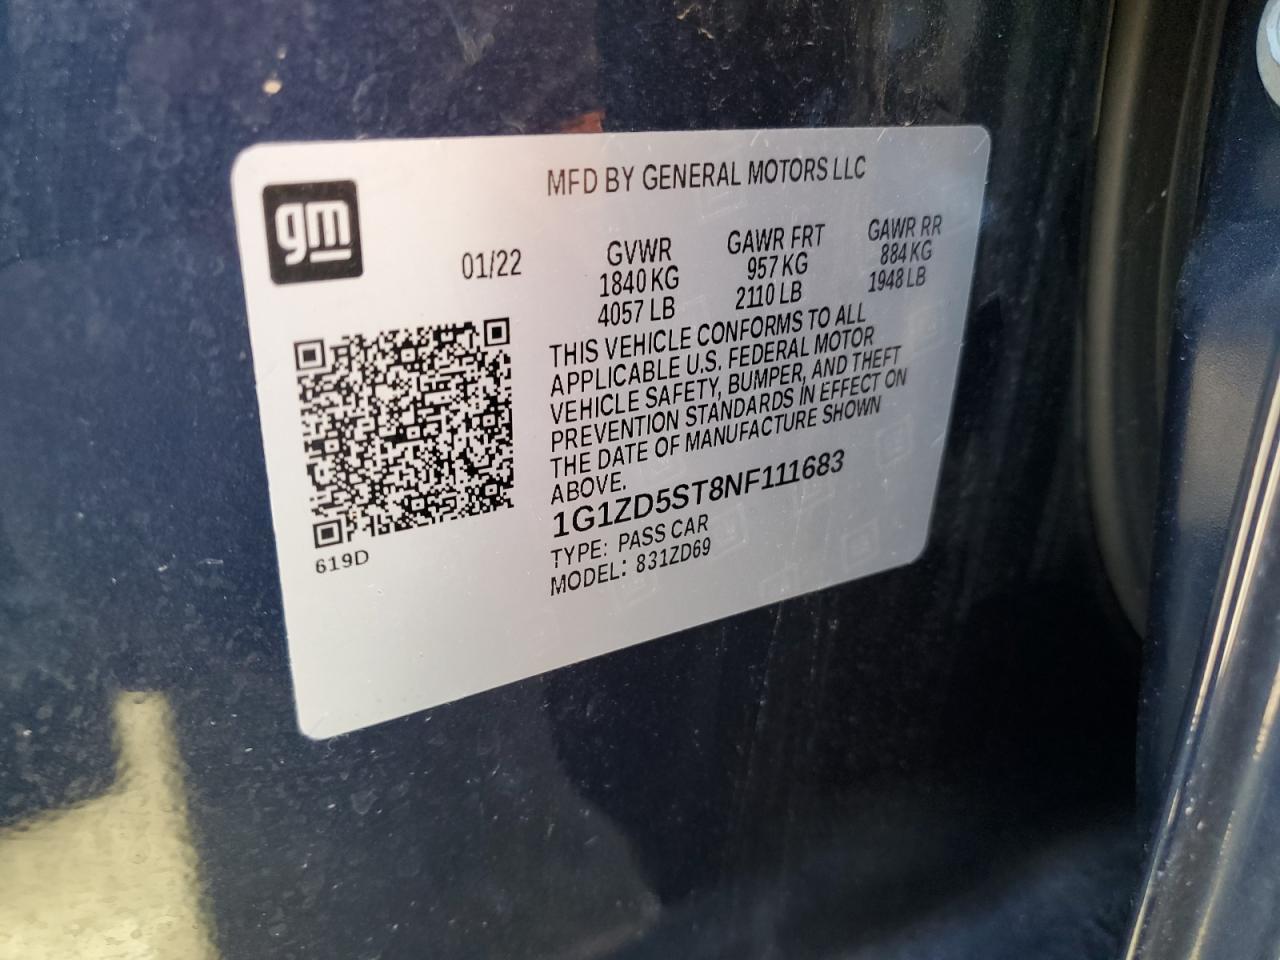 gm
MFD BY GENERAL MOTORS LLC
01/22
GVWR
1840 KG
4057 LB
GAWR FRT
957 KG
2110 LB
GAWR RR
884 KG
1948 LB
THIS VEHICLE CONFORMS TO ALL
APPLICABLE U.S. FEDERAL MOTOR
VEHICLE SAFETY, BUMPER, AND THEFT
PREVENTION STANDARDS IN EFFECT ON
THE DATE OF MANUFACTURE SHOWN
ABOVE.
1G1ZD5ST8NF111683
TYPE: PASS CAR
MODEL: 831ZD69
619D